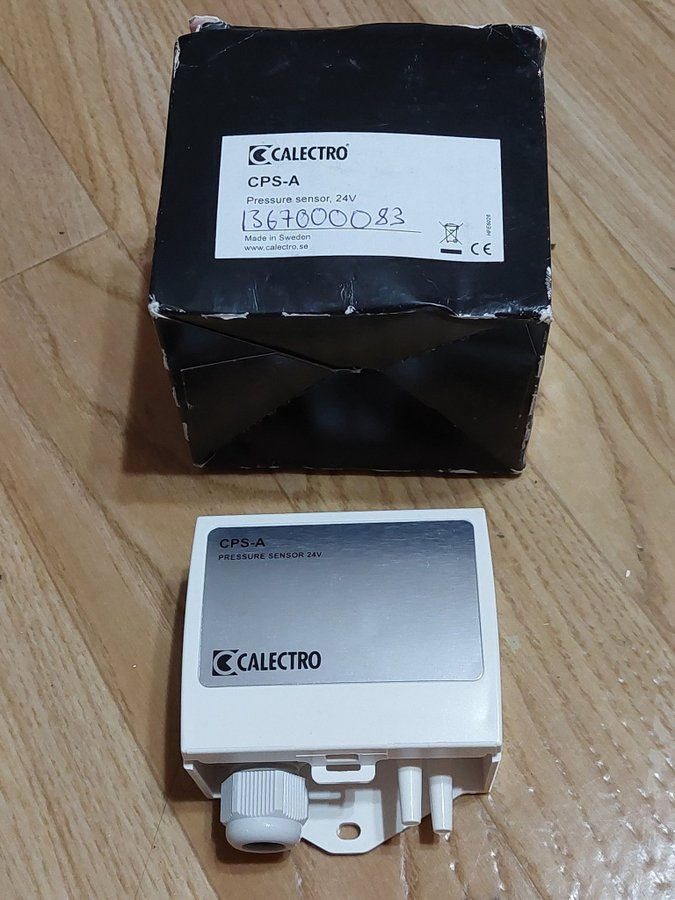 CALECTRO
CPS-A
Pressure sensor, 24V
1367000083
Made in Sweden
www.calectro.se
CE
CPS-A
PRESSURE SENSOR 24V
CALECTRO